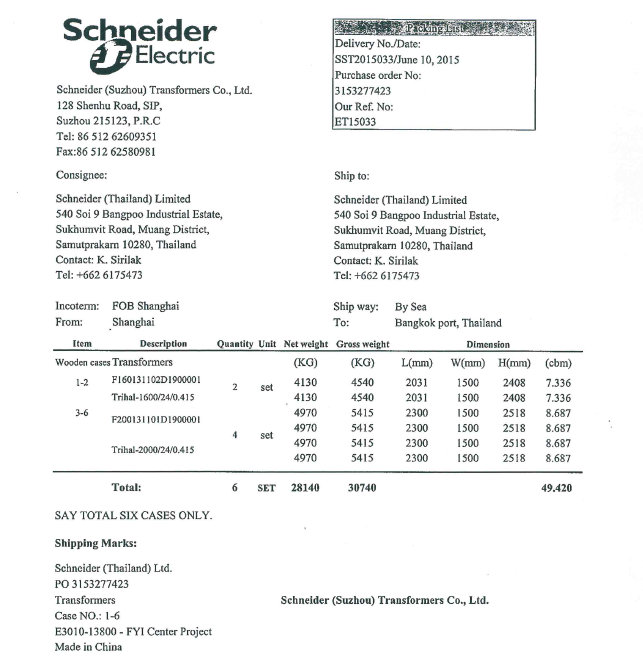 Schneider
Electric
Packing List
Delivery No./Date:
SST2015033/June 10, 2015
Purchase order No:
3153277423
Our Ref. No:
ET15033
Schneider (Suzhou) Transformers Co., Ltd.
128 Shenhu Road, SIP,
Suzhou 215123, P.R.C
Tel: 86 512 62609351
Fax:86 512 62580981
Consignee:
Schneider (Thailand) Limited
540 Soi 9 Bangpoo Industrial Estate,
Sukhumvit Road, Muang District,
Samutprakarn 10280, Thailand
Contact: K. Sirilak
Tel: +662 6175473
Ship to:
Schneider (Thailand) Limited
540 Soi 9 Bangpoo Industrial Estate,
Sukhumvit Road, Muang District,
Samutprakarn 10280, Thailand
Contact: K. Sirilak
Tel: +662 6175473
Incoterm: FOB Shanghai
From: Shanghai
Ship way: By Sea
To: Bangkok port, Thailand
Item Description Quantity Unit Net weight Gross weight Dimension
Wooden cases Transformers (KG) (KG) L(mm) W(mm) H(mm) (cbm)
1-2 F160131102D1900001 2 set 4130 4540 2031 1500 2408 7.336
Trihal-1600/24/0.415 4130 4540 2031 1500 2408 7.336
3-6 F200131101D1900001 4 set 4970 5415 2300 1500 2518 8.687
4970 5415 2300 1500 2518 8.687
Trihal-2000/24/0.415 4970 5415 2300 1500 2518 8.687
4970 5415 2300 1500 2518 8.687
Total: 6 SET 28140 30740 49.420
SAY TOTAL SIX CASES ONLY.
Shipping Marks:
Schneider (Thailand) Ltd.
PO 3153277423
Transformers
Case NO.: 1-6
E3010-13800 - FYI Center Project
Made in China
Schneider (Suzhou) Transformers Co., Ltd.